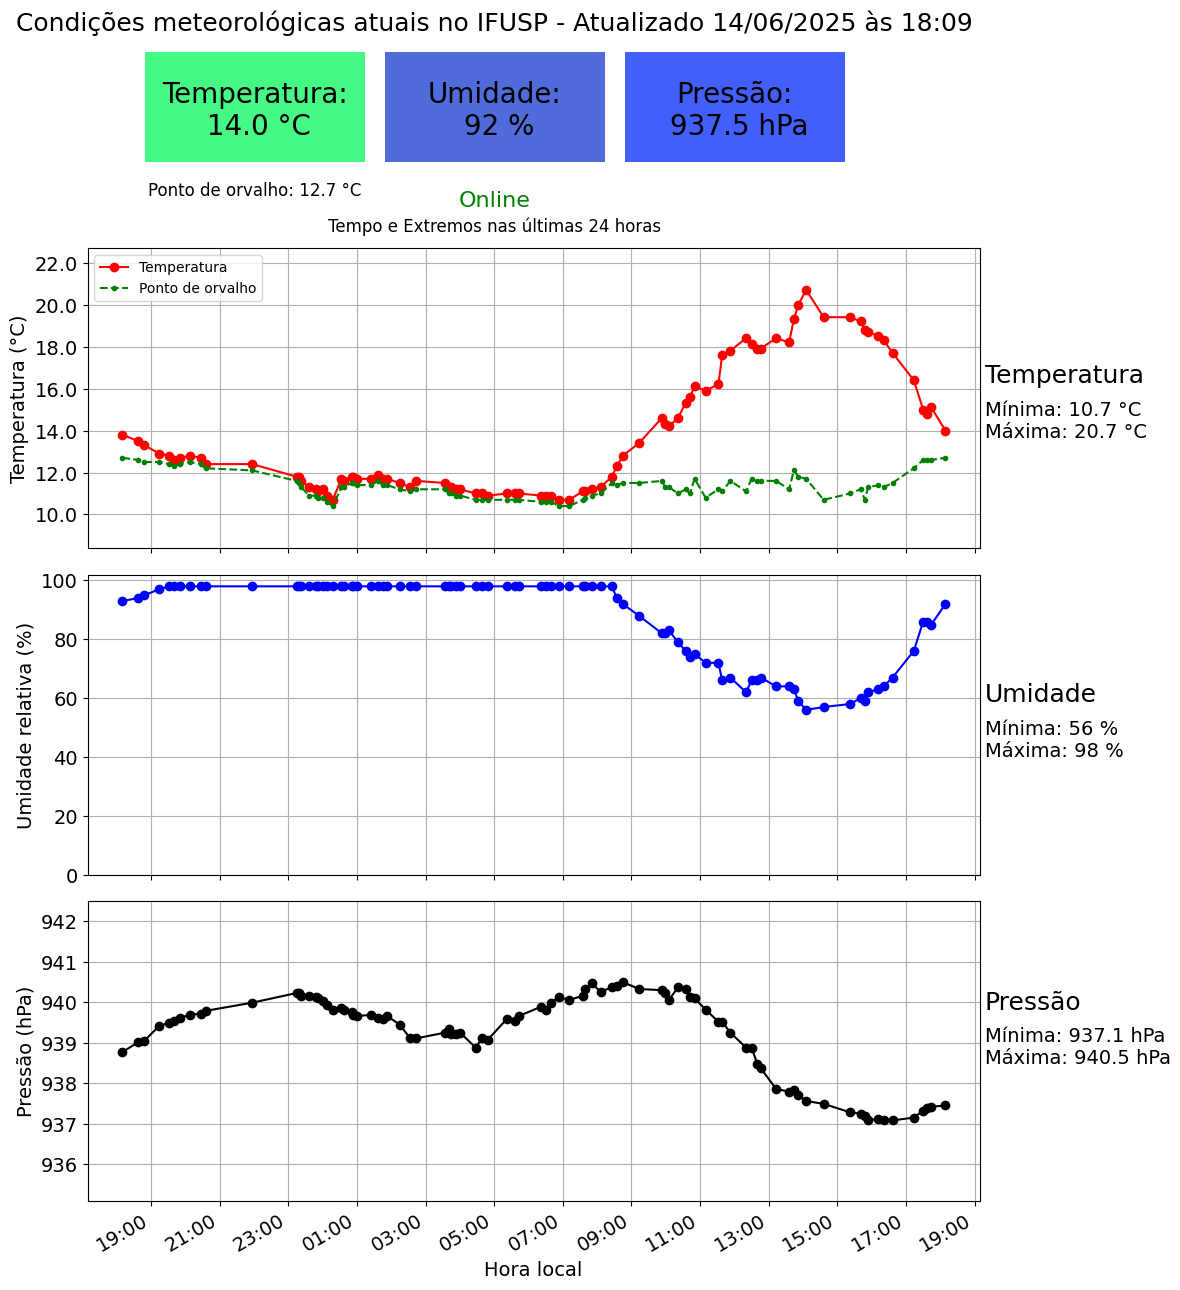 Condições meteorológicas atuais no IFUSP - Atualizado 14/06/2025 às 18:09
Temperatura:
14.0 °C
Umidade:
92 %
Pressão:
937.5 hPa
Ponto de orvalho: 12.7 °C
Online
Tempo e Extremos nas últimas 24 horas
Temperatura
Ponto de orvalho
Temperatura (°C)
22.0
20.0
18.0
16.0
14.0
12.0
10.0
Temperatura
Mínima: 10.7 °C
Máxima: 20.7 °C
Umidade relativa (%)
100
80
60
40
20
0
Umidade
Mínima: 56 %
Máxima: 98 %
Pressão (hPa)
942
941
940
939
938
937
936
Pressão
Mínima: 937.1 hPa
Máxima: 940.5 hPa
19:00
21:00
23:00
01:00
03:00
05:00
07:00
09:00
11:00
13:00
15:00
17:00
19:00
Hora local